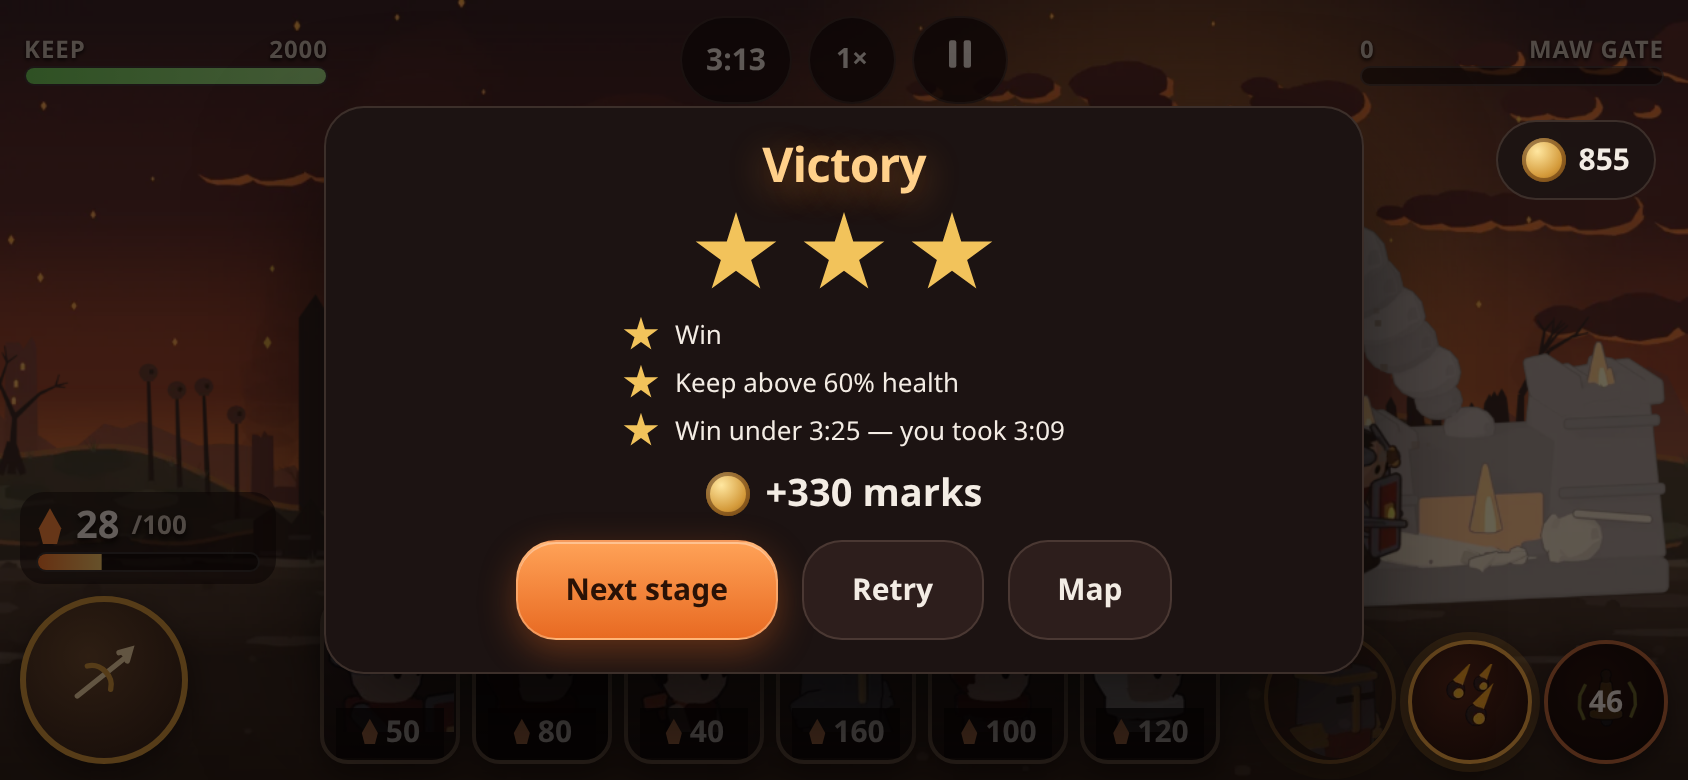 KEEP 2000
3:13
1×
0 MAW GATE
855
Victory
Win
Keep above 60% health
Win under 3:25 — you took 3:09
+330 marks
Next stage
Retry
Map
28 /100
50
80
40
160
100
120
46